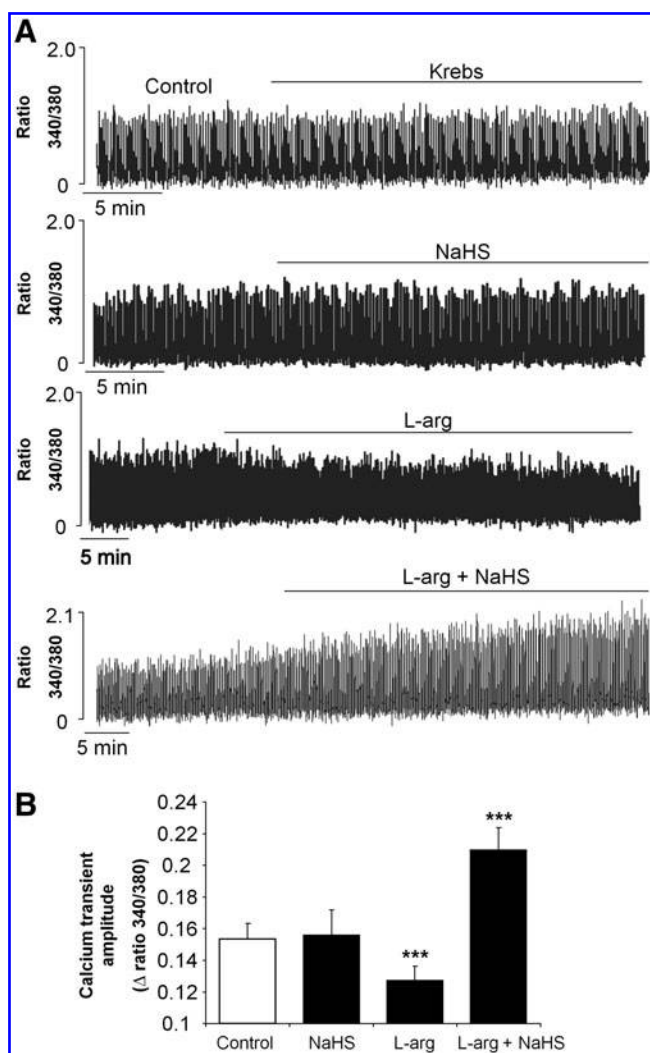 A
2.0
Control
Krebs
Ratio
340/380
0
5 min
2.0
NaHS
Ratio
340/380
0
5 min
2.0
L-arg
Ratio
340/380
0
5 min
L-arg + NaHS
2.1
Ratio
340/380
0
5 min
B
0.24
0.22
0.2
0.18
0.16
0.14
0.12
0.1
Calcium transient
amplitude
(Δ ratio 340/380)
***
***
Control
NaHS
L-arg
L-arg + NaHS